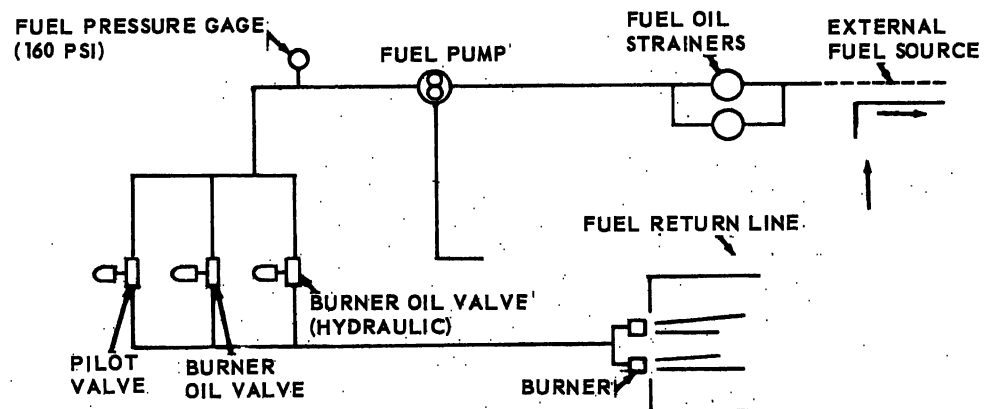 FUEL PRESSURE GAGE
(160 PSI)
FUEL PUMP
FUEL OIL
STRAINERS
EXTERNAL
FUEL SOURCE
FUEL RETURN LINE
BURNER OIL VALVE
(HYDRAULIC)
PILOT
VALVE
BURNER
OIL VALVE
BURNER